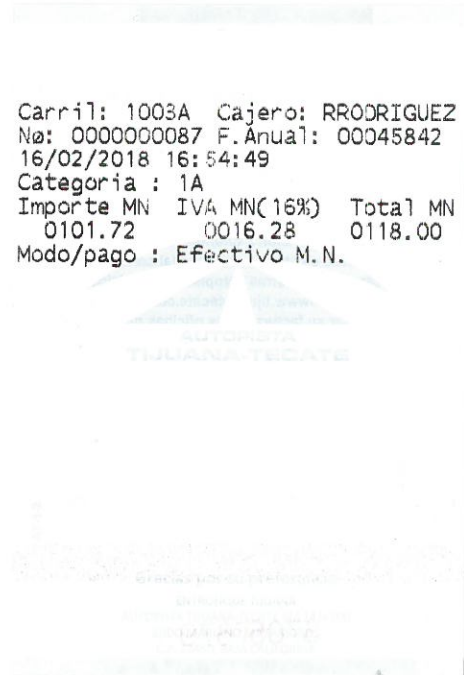 Carril: 1003A Cajero: RRODRIGUEZ
Nø: 0000000087 F.Anual: 00045842
16/02/2018 16:54:49
Categoria : 1A
Importe MN IVA MN(16%) Total MN
0101.72 0016.28 0118.00
Modo/pago : Efectivo M.N.
AUTOPISTA
TIJUANA-TECATE